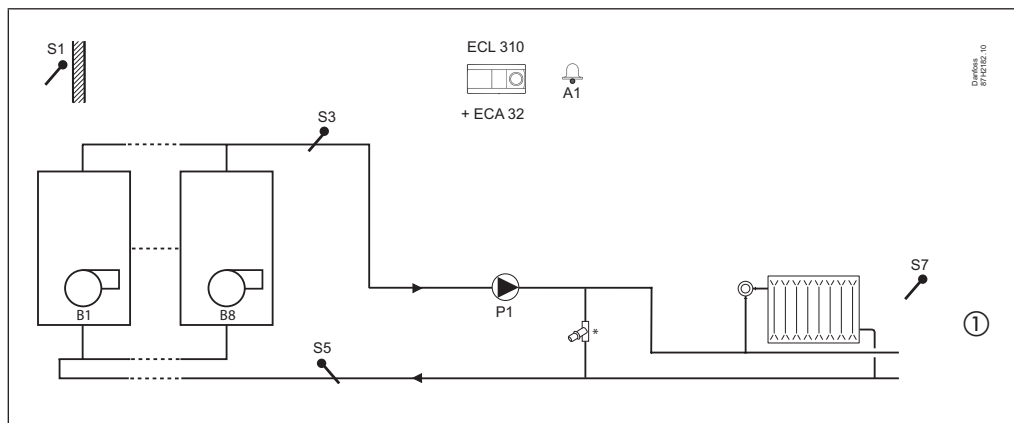 S1
ECL 310
A1
+ ECA 32
Danfoss
87H2182.10
S3
B1
B8
P1
*
S7
①
S5